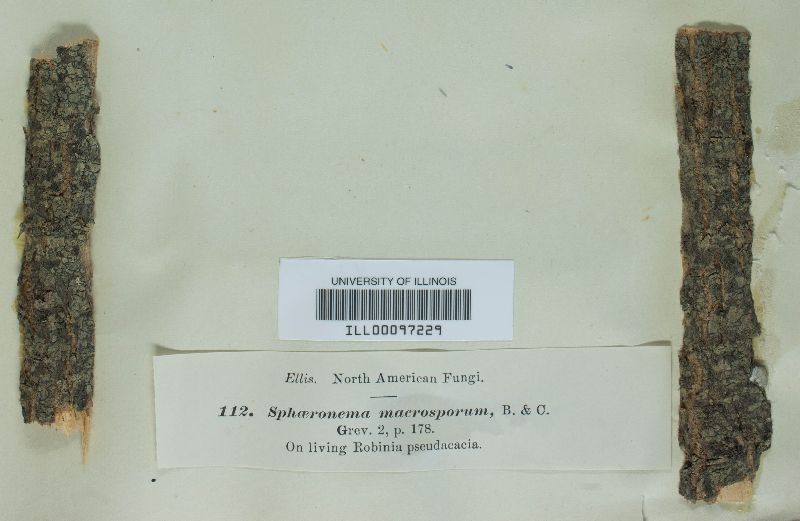 UNIVERSITY OF ILLINOIS
ILL00097229
Ellis. North American Fungi.
112. Sphæronema macrosporum, B. & C.
Grev. 2, p. 178.
On living Robinia pseudacacia.